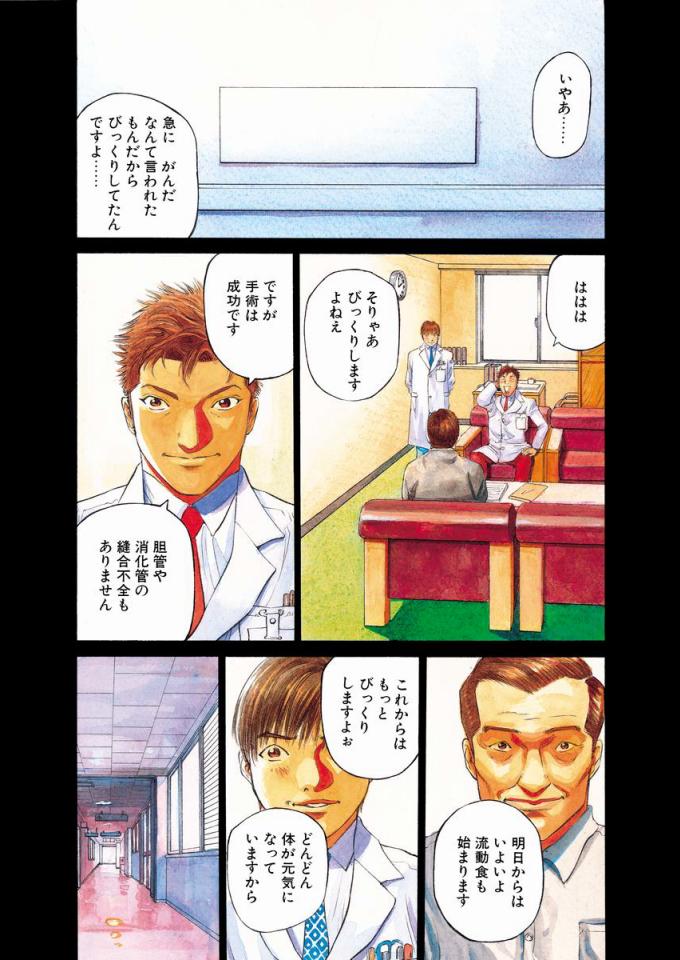 いやあ……
急に がんだ
なんて言われた
もんだから
びっくりしてたん
ですよ……
ははは
そりゃあ
びっくりします
よねえ
ですが
手術は
成功です
胆管や
消化管の
縫合不全も
ありません
明日からは
いよいよ
流動食も
始まります
これからは
もっと
びっくり
しますよぉ
どんどん
体が元気に
なって
いますから